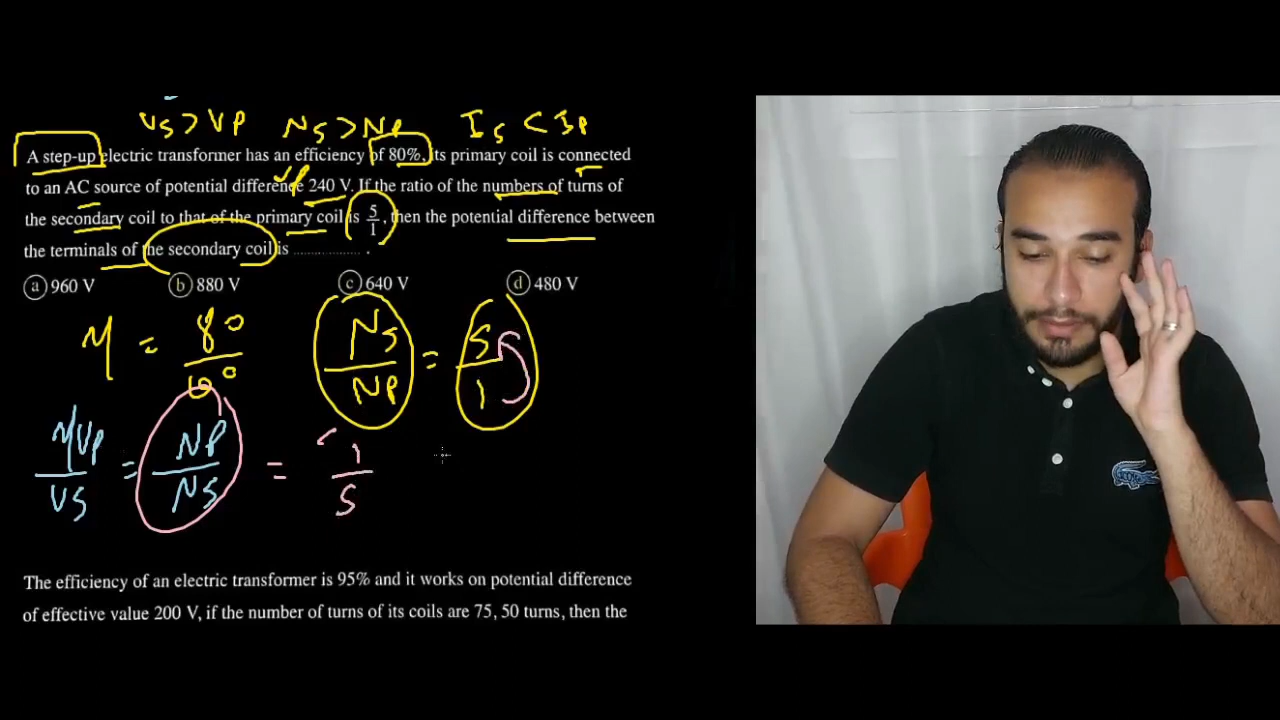 Vs > VP Ns > NP Is < IP
A step-up electric transformer has an efficiency of 80%, its primary coil is connected
VP
to an AC source of potential difference 240 V. If the ratio of the numbers of turns of
the secondary coil to that of the primary coil is 5/1, then the potential difference between
the terminals of the secondary coil is .................. .
a 960 V b 880 V c 640 V d 480 V
η = 80/100 Ns/NP = 5/1
ηVP/VS = NP/NS = 1/5
The efficiency of an electric transformer is 95% and it works on potential difference
of effective value 200 V, if the number of turns of its coils are 75, 50 turns, then the